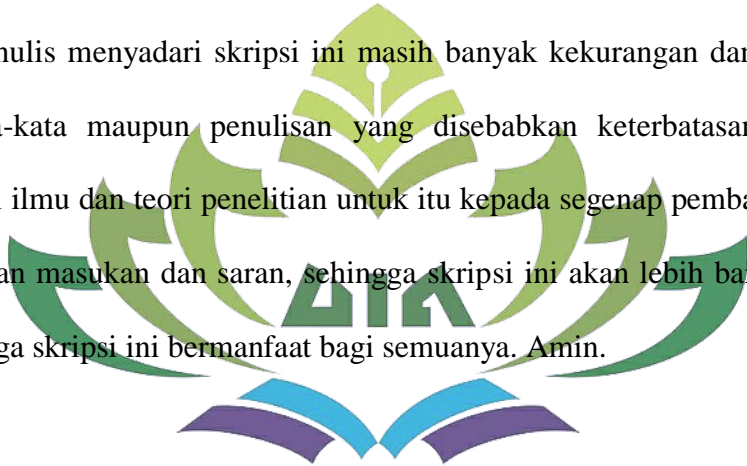 nulis menyadari skripsi ini masih banyak kekurangan dar
a-kata maupun penulisan yang disebabkan keterbatasan
ilmu dan teori penelitian untuk itu kepada segenap pemba
an masukan dan saran, sehingga skripsi ini akan lebih bai
ga skripsi ini bermanfaat bagi semuanya. Amin.